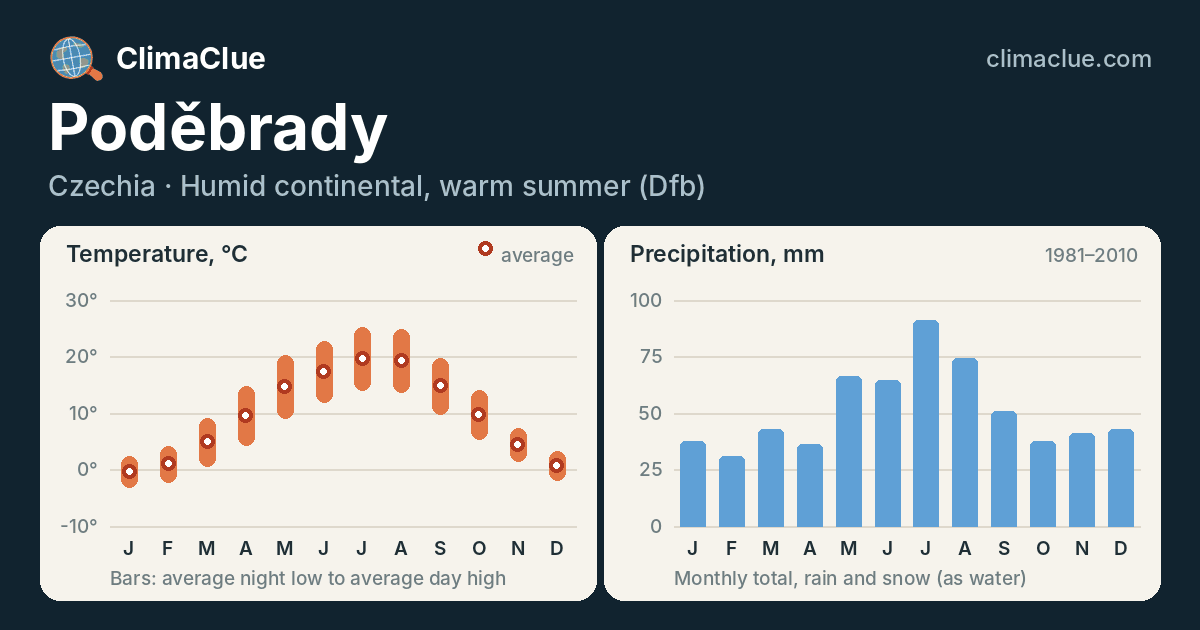 ClimaClue
climaclue.com
Poděbrady
Czechia · Humid continental, warm summer (Dfb)
Temperature, °C
average
30°
20°
10°
0°
-10°
J F M A M J J A S O N D
Bars: average night low to average day high
Precipitation, mm
1981–2010
100
75
50
25
0
J F M A M J J A S O N D
Monthly total, rain and snow (as water)